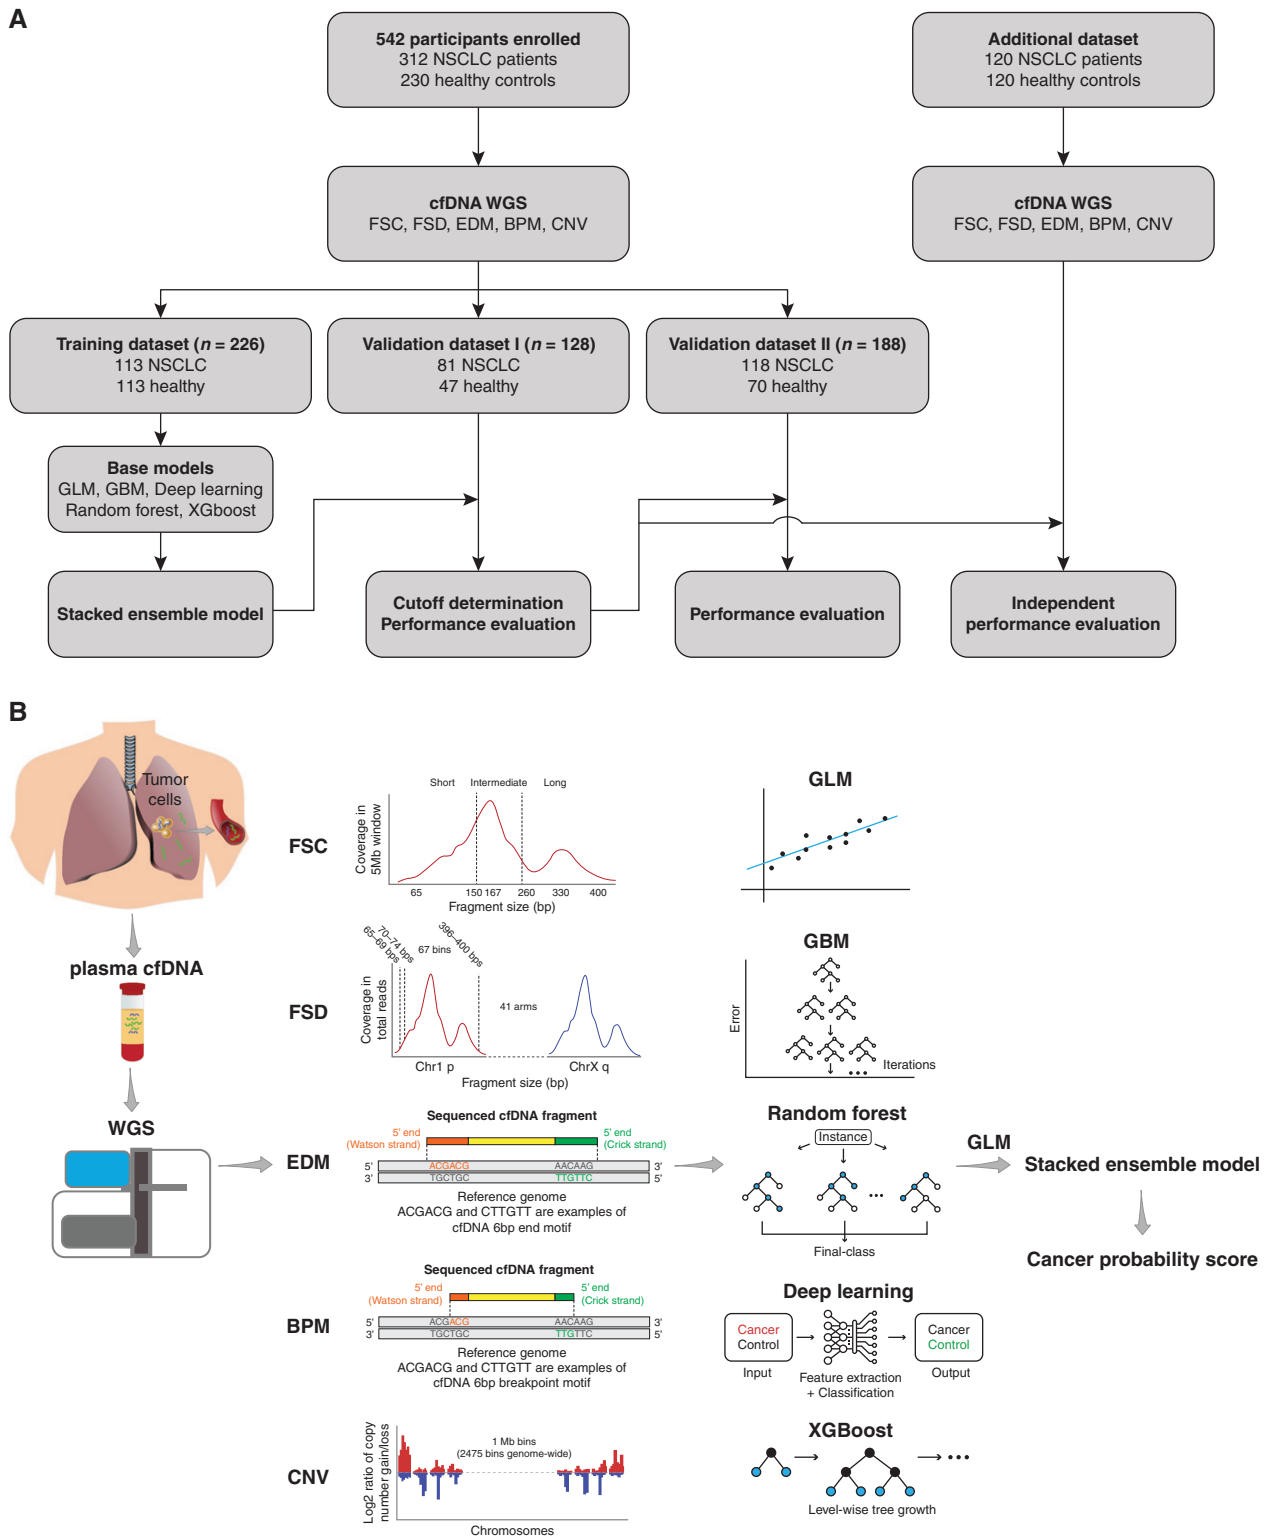 A
542 participants enrolled
312 NSCLC patients
230 healthy controls
Additional dataset
120 NSCLC patients
120 healthy controls
cfDNA WGS
FSC, FSD, EDM, BPM, CNV
cfDNA WGS
FSC, FSD, EDM, BPM, CNV
Training dataset (n = 226)
113 NSCLC
113 healthy
Validation dataset I (n = 128)
81 NSCLC
47 healthy
Validation dataset II (n = 188)
118 NSCLC
70 healthy
Base models
GLM, GBM, Deep learning
Random forest, XGboost
Stacked ensemble model
Cutoff determination
Performance evaluation
Performance evaluation
Independent
performance evaluation
B
Tumor
cells
plasma cfDNA
WGS
FSC
Coverage in
5Mb window
Short
Intermediate
Long
65
150
167
260
330
400
Fragment size (bp)
FSD
Coverage in
total reads
65–69 bps
70–74 bps
67 bins
396–400 bps
41 arms
Chr1 p
ChrX q
Fragment size (bp)
EDM
Sequenced cfDNA fragment
5' end
(Watson strand)
5' end
(Crick strand)
5' ACGACG AACAAG 3'
3' TGCTGC TTGTTC 5'
Reference genome
ACGACG and CTTGTT are examples of
cfDNA 6bp end motif
BPM
Sequenced cfDNA fragment
5' end
(Watson strand)
5' end
(Crick strand)
5' ACGACG AACAAG 3'
3' TGCTGC TTGTTC 5'
Reference genome
ACGACG and CTTGTT are examples of
cfDNA 6bp breakpoint motif
CNV
Log2 ratio of copy
number gain/loss
1 Mb bins
(2475 bins genome-wide)
Chromosomes
GLM
GBM
Error
Iterations
Random forest
Instance
Final-class
Deep learning
Cancer
Control
Input
Feature extraction
+ Classification
Cancer
Control
Output
XGBoost
Level-wise tree growth
GLM
Stacked ensemble model
Cancer probability score